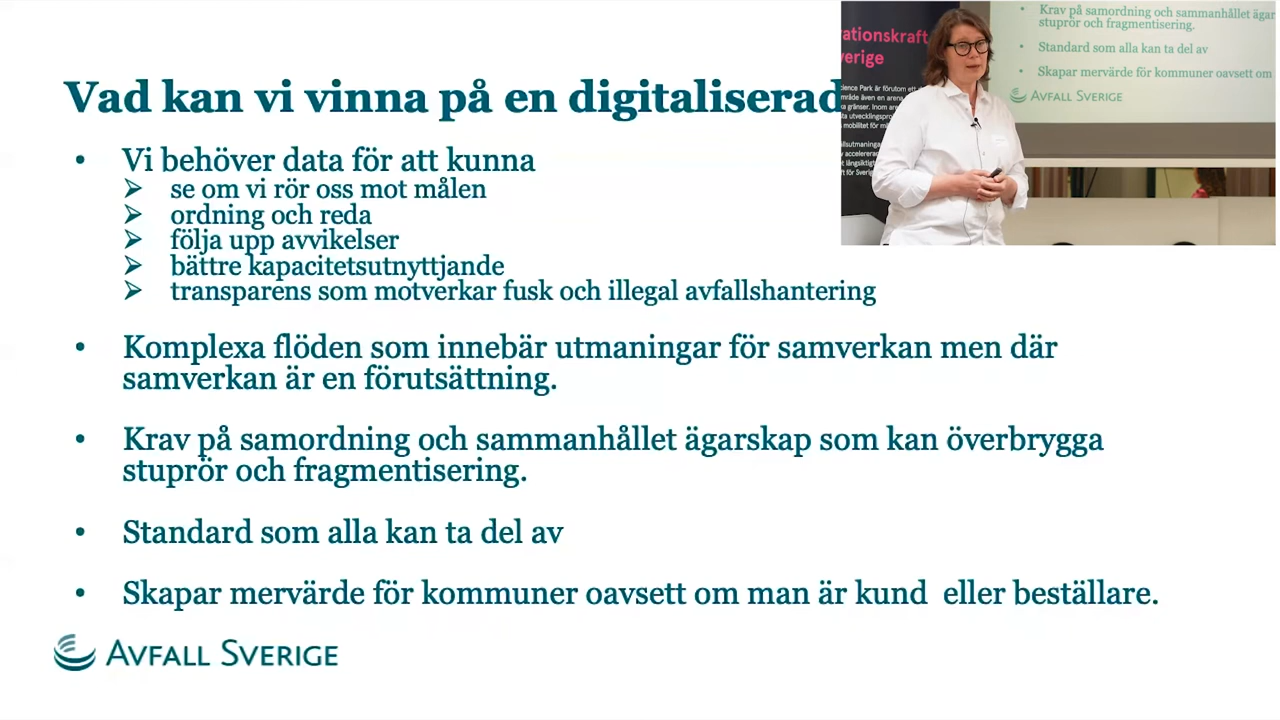 Vad kan vi vinna på en digitaliserad
• Vi behöver data för att kunna
➢ se om vi rör oss mot målen
➢ ordning och reda
➢ följa upp avvikelser
➢ bättre kapacitetsutnyttjande
➢ transparens som motverkar fusk och illegal avfallshantering
• Komplexa flöden som innebär utmaningar för samverkan men där
samverkan är en förutsättning.
• Krav på samordning och sammanhållet ägarskap som kan överbrygga
stuprör och fragmentisering.
• Standard som alla kan ta del av
• Skapar mervärde för kommuner oavsett om man är kund  eller beställare.
AVFALL SVERIGE
ationskraft
erige
• Krav på samordning och sammanhållet ägar
stuprör och fragmentisering.
• Standard som alla kan ta del av
• Skapar mervärde för kommuner oavsett om
AVFALL SVERIGE